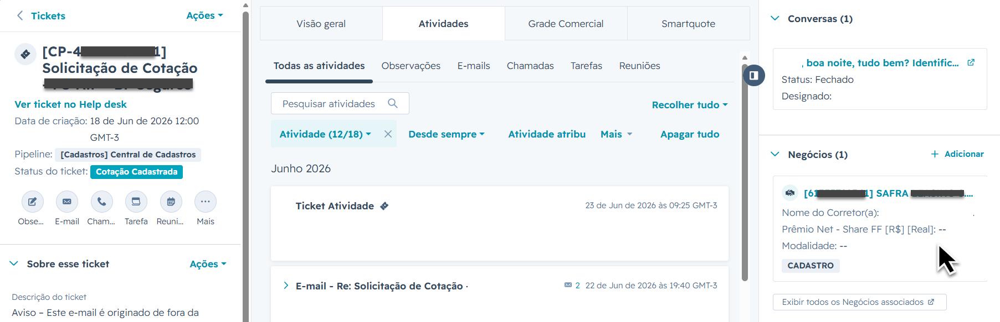 Tickets
Ações
[CP-4 1]
Solicitação de Cotação
Ver ticket no Help desk
Data de criação: 18 de Jun de 2026 12:00
GMT-3
Pipeline: [Cadastros] Central de Cadastros
Status do ticket: Cotação Cadastrada
Obse... E-mail Cham... Tarefa Reuni... Mais
Sobre esse ticket
Ações
Descrição do ticket
Aviso – Este e-mail é originado de fora da
Visão geral
Atividades
Grade Comercial
Smartquote
Todas as atividades Observações E-mails Chamadas Tarefas Reuniões
Pesquisar atividades
Recolher tudo
Atividade (12/18) Desde sempre Atividade atribu Mais Apagar tudo
Junho 2026
Ticket Atividade
23 de Jun de 2026 às 09:25 GMT-3
E-mail - Re: Solicitação de Cotação ·
2 22 de Jun de 2026 às 19:40 GMT-3
Conversas (1)
, boa noite, tudo bem? Identific...
Status: Fechado
Designado:
Negócios (1)
+ Adicionar
[61 1] SAFRA ...
Nome do Corretor(a): .
Prêmio Net - Share FF [R$] [Real]: --
Modalidade: --
CADASTRO
Exibir todos os Negócios associados